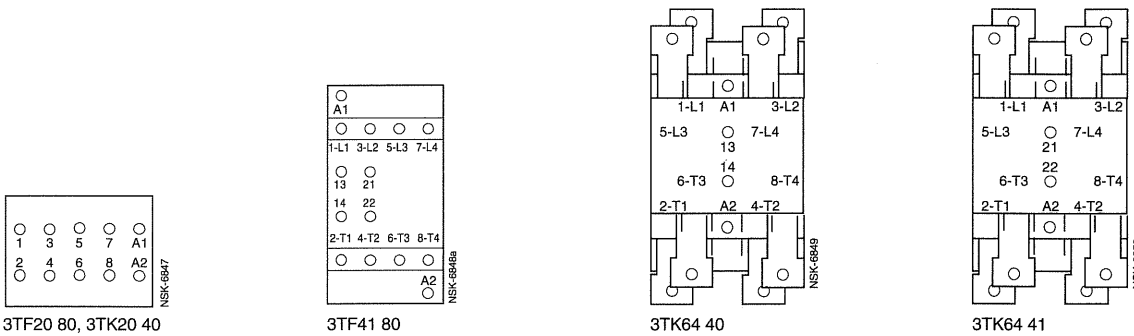 1 3 5 7 A1
2 4 6 8 A2
NSK-6847
3TF20 80, 3TK20 40
A1
1-L1 3-L2 5-L3 7-L4
13 21
14 22
2-T1 4-T2 6-T3 8-T4
A2
NSK-6848a
3TF41 80
1-L1 A1 3-L2
5-L3 7-L4
13
14
6-T3 8-T4
2-T1 A2 4-T2
NSK-6849
3TK64 40
1-L1 A1 3-L2
5-L3 7-L4
21
22
6-T3 8-T4
2-T1 A2 4-T2
3TK64 41